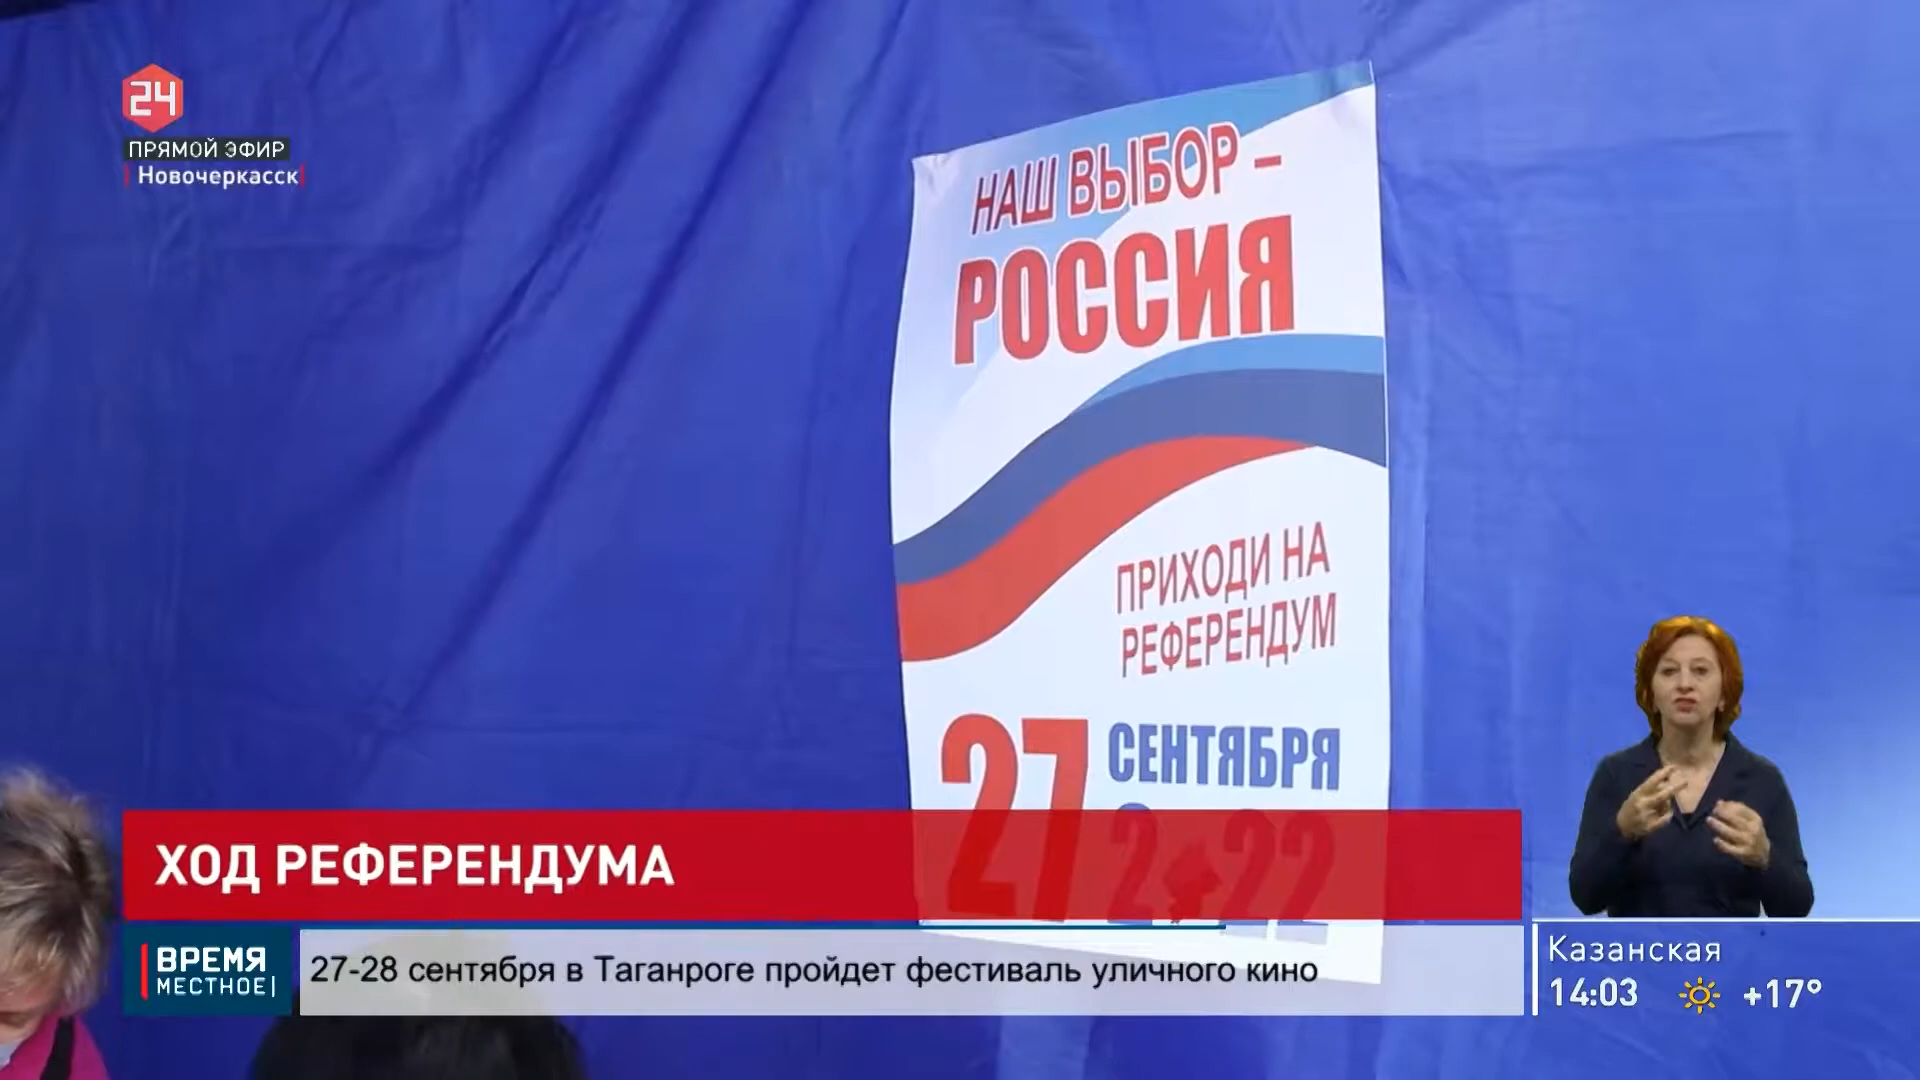 24
ПРЯМОЙ ЭФИР
Новочеркасск
НАШ ВЫБОР –
РОССИЯ
ПРИХОДИ НА
РЕФЕРЕНДУМ
27 СЕНТЯБРЯ
ХОД РЕФЕРЕНДУМА
ВРЕМЯ
МЕСТНОЕ
27-28 сентября в Таганроге пройдет фестиваль уличного кино
Казанская
14:03 +17°